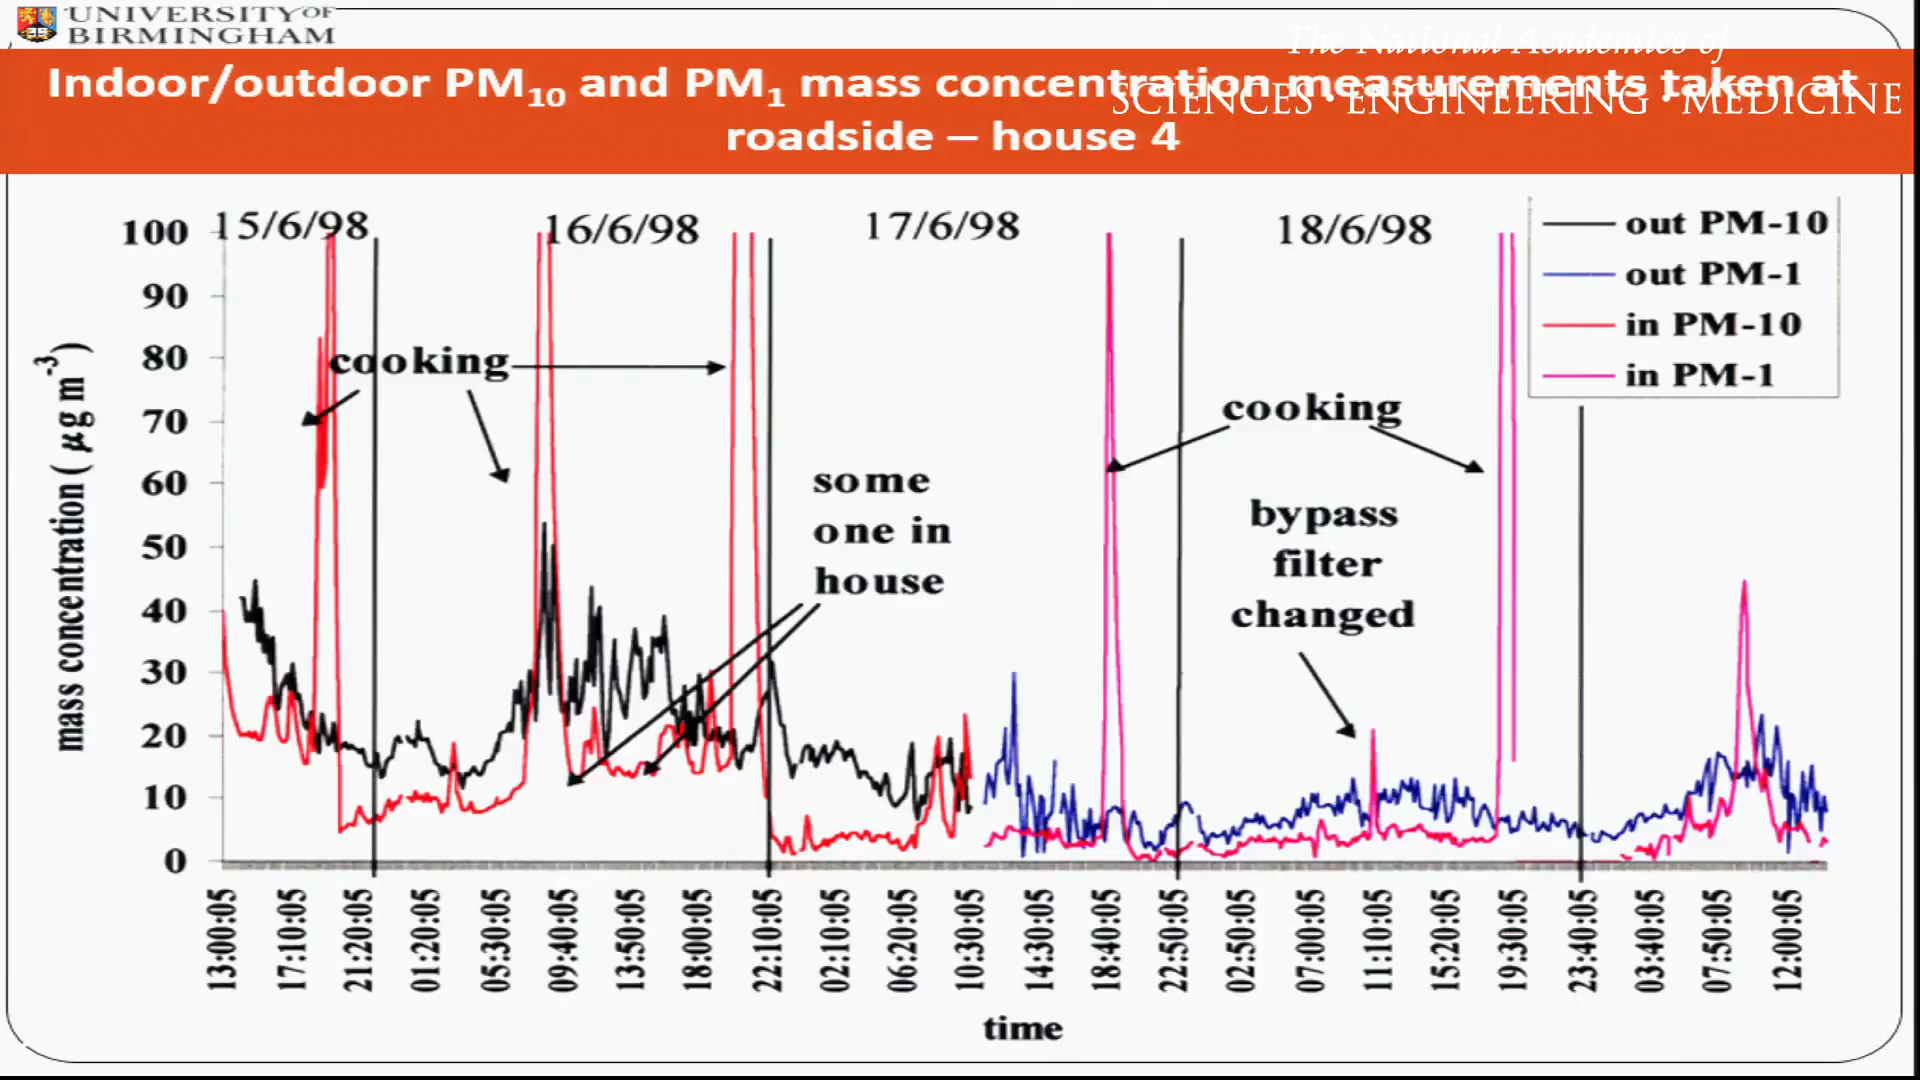 UNIVERSITY OF
BIRMINGHAM
The National Academies of
SCIENCES · ENGINEERING · MEDICINE
Indoor/outdoor PM10 and PM1 mass concentration measurements taken at
roadside – house 4
15/6/98
16/6/98
17/6/98
18/6/98
out PM-10
out PM-1
in PM-10
in PM-1
100
90
80
70
60
50
40
30
20
10
0
mass concentration ( μg m-3 )
cooking
some
one in
house
cooking
bypass
filter
changed
13:00:05
17:10:05
21:20:05
01:20:05
05:30:05
09:40:05
13:50:05
18:00:05
22:10:05
02:10:05
06:20:05
10:30:05
14:30:05
18:40:05
22:50:05
02:50:05
07:00:05
11:10:05
15:20:05
19:30:05
23:40:05
03:40:05
07:50:05
12:00:05
time